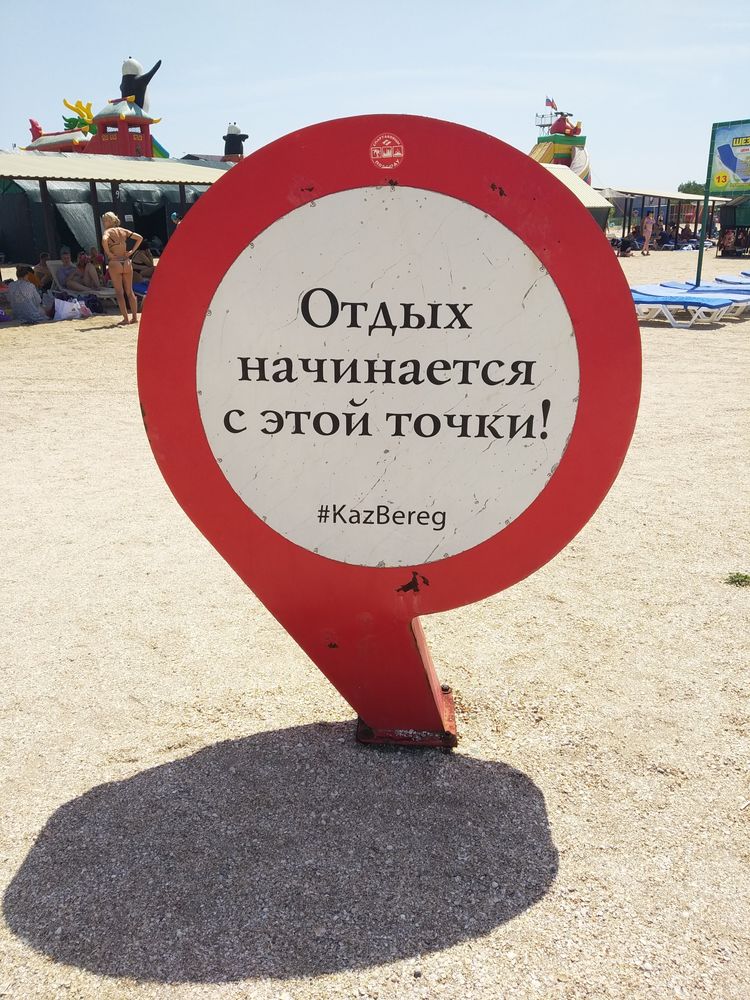 Отдых
начинается
с этой точки!
#KazBereg
13